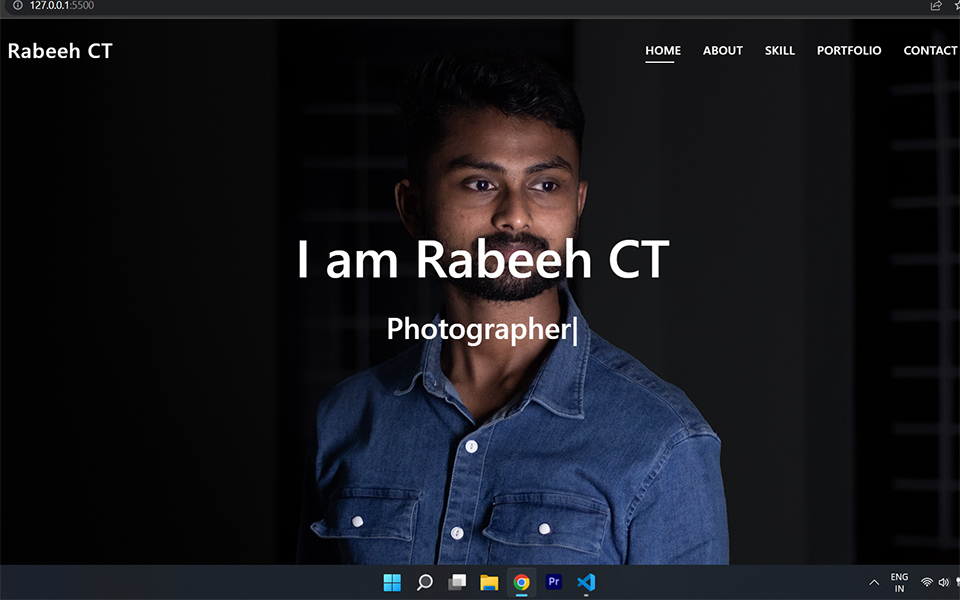 127.0.0.1:5500
Rabeeh CT
HOME ABOUT SKILL PORTFOLIO CONTACT
I am Rabeeh CT
Photographer|
Pr
ENG
IN